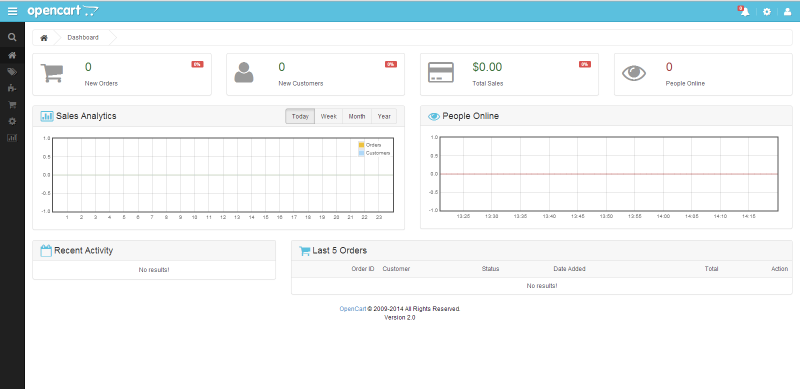 opencart
0
Dashboard
0
0%
New Orders
0
0%
New Customers
$0.00
0%
Total Sales
0
People Online
Sales Analytics
Today Week Month Year
1.0
0.5
0.0
-0.5
-1.0
Orders
Customers
1 2 3 4 5 6 7 8 9 10 11 12 13 14 15 16 17 18 19 20 21 22 23
People Online
1.0
0.5
0.0
-0.5
-1.0
13:25 13:30 13:35 13:40 13:45 13:50 13:55 14:00 14:05 14:10 14:15
Recent Activity
No results!
Last 5 Orders
Order ID Customer Status Date Added Total Action
No results!
OpenCart © 2009-2014 All Rights Reserved.
Version 2.0